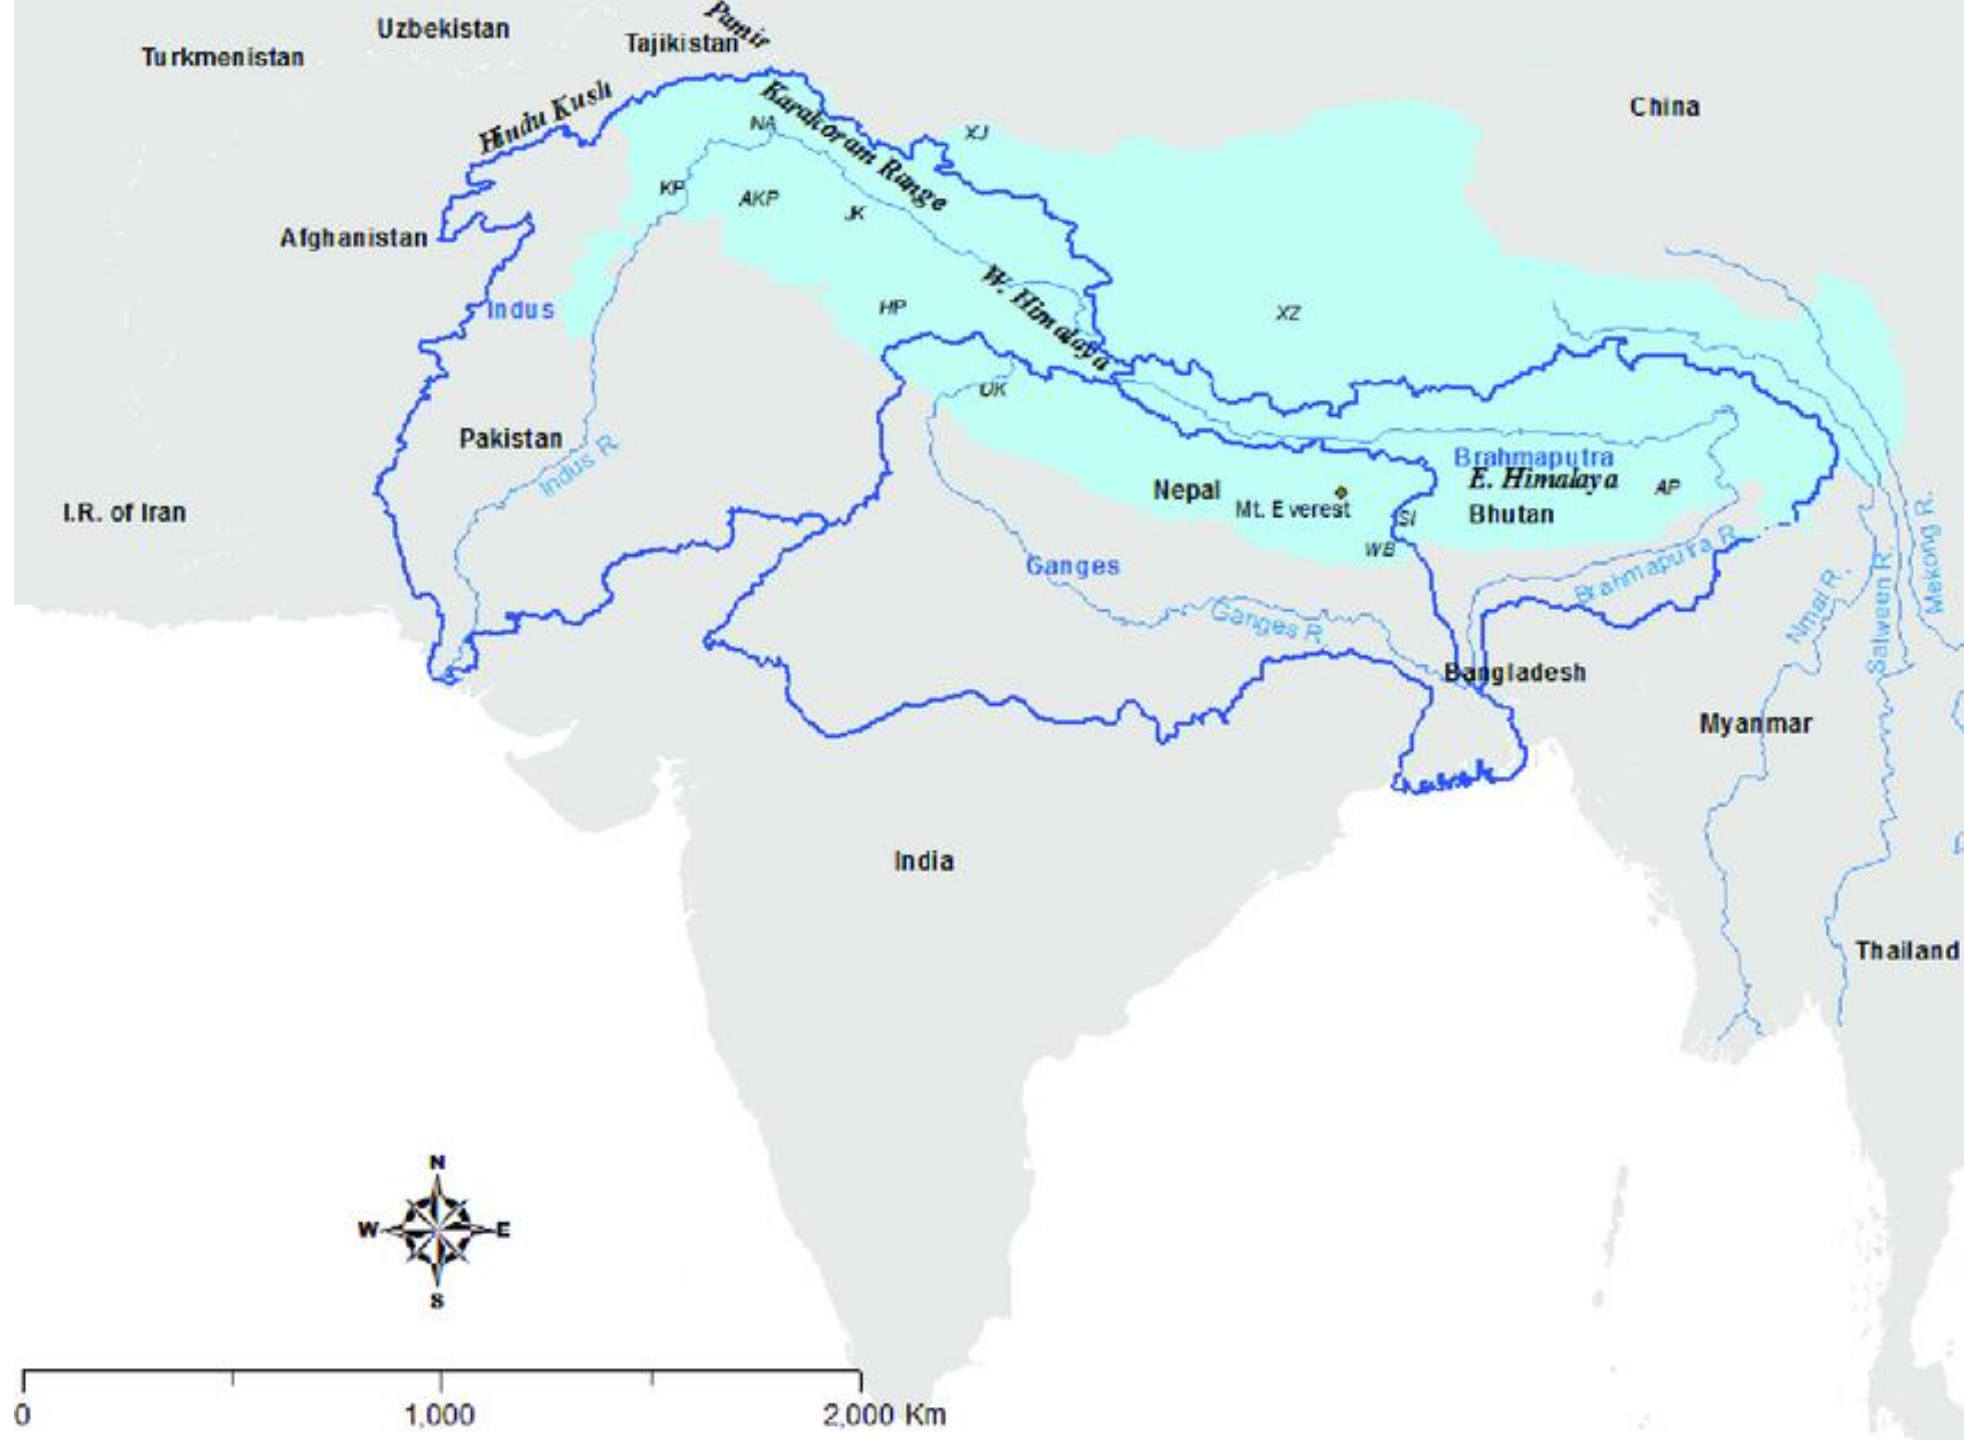 Pamir
Uzbekistan
Tajikistan
Turkmenistan
Hindu Kush
Karakoram Range
China
NA
XJ
KP
AKP
JK
Afghanistan
W. Himalaya
Indus
HP
XZ
UK
Pakistan
Indus R.
Brahmaputra
E. Himalaya
AP
Nepal
Mt. Everest
SI
Bhutan
I.R. of Iran
WB
Ganges
Brahmaputra R.
Ganges R.
Nmai R.
Salween R.
Mekong R.
Bangladesh
Myanmar
India
Thailand
N
W
E
S
0
1,000
2,000 Km